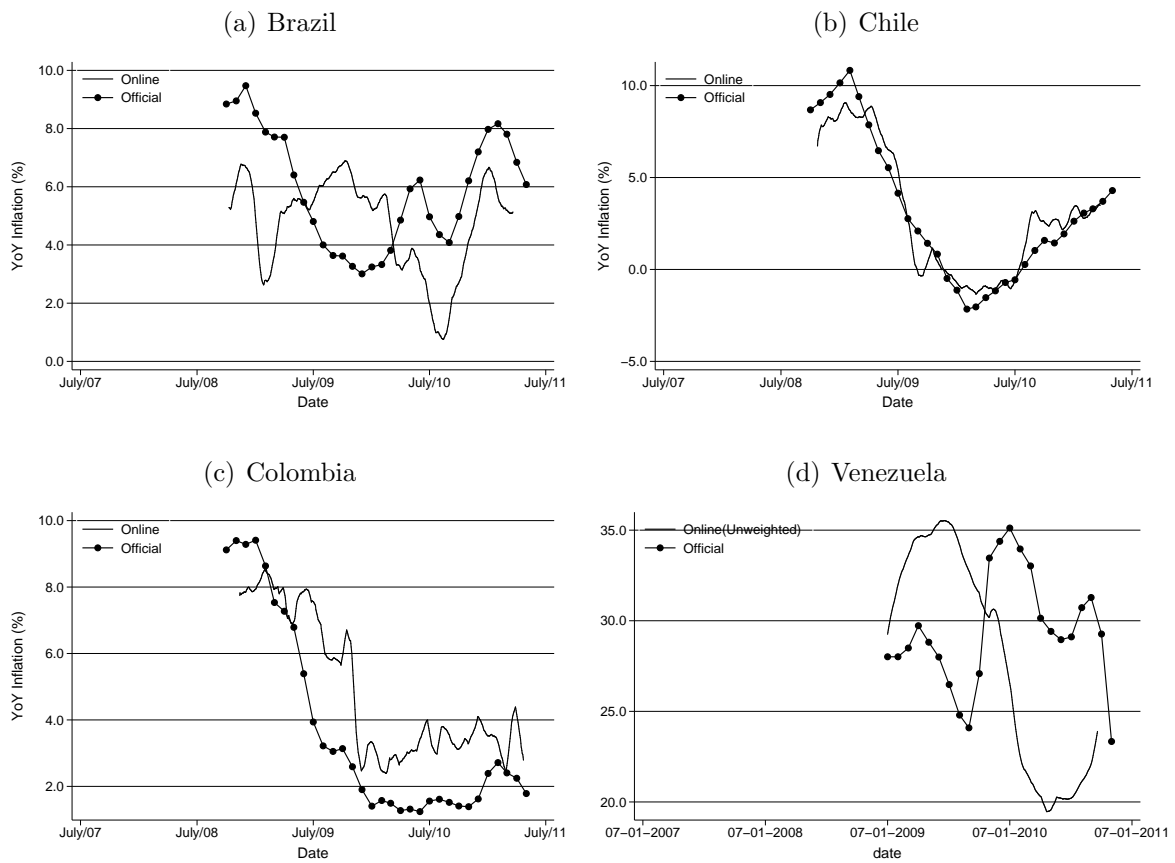 (a) Brazil
Online
Official
10.0
8.0
6.0
4.0
2.0
0.0
YoY Inflation (%)
July/07 July/08 July/09 July/10 July/11
Date
(b) Chile
Online
Official
10.0
5.0
0.0
−5.0
YoY Inflation (%)
July/07 July/08 July/09 July/10 July/11
Date
(c) Colombia
Online
Official
10.0
8.0
6.0
4.0
2.0
YoY Inflation (%)
July/07 July/08 July/09 July/10 July/11
Date
(d) Venezuela
Online(Unweighted)
Official
35.0
30.0
25.0
20.0
07−01−2007 07−01−2008 07−01−2009 07−01−2010 07−01−2011
date